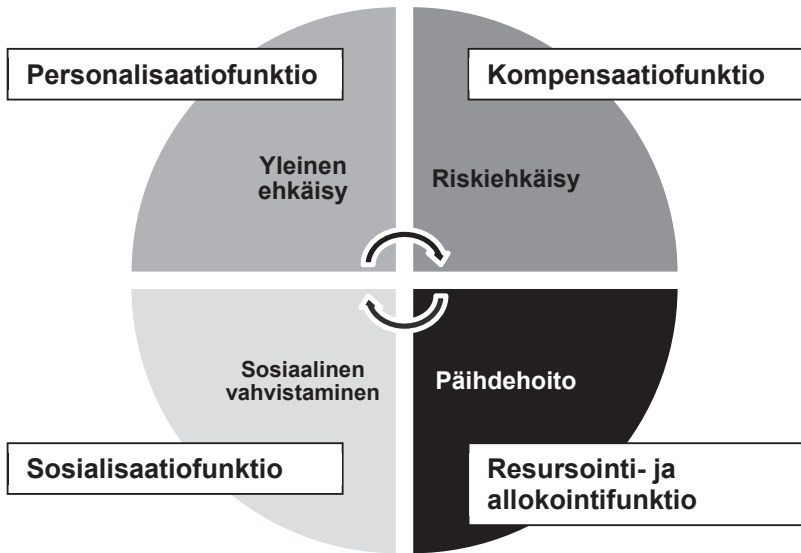 Personalisaatiofunktio
Kompensaatiofunktio
Yleinen
ehkäisy
Riskiehkäisy
Sosiaalinen
vahvistaminen
Päihdehoito
Sosialisaatiofunktio
Resursointi- ja
allokointifunktio